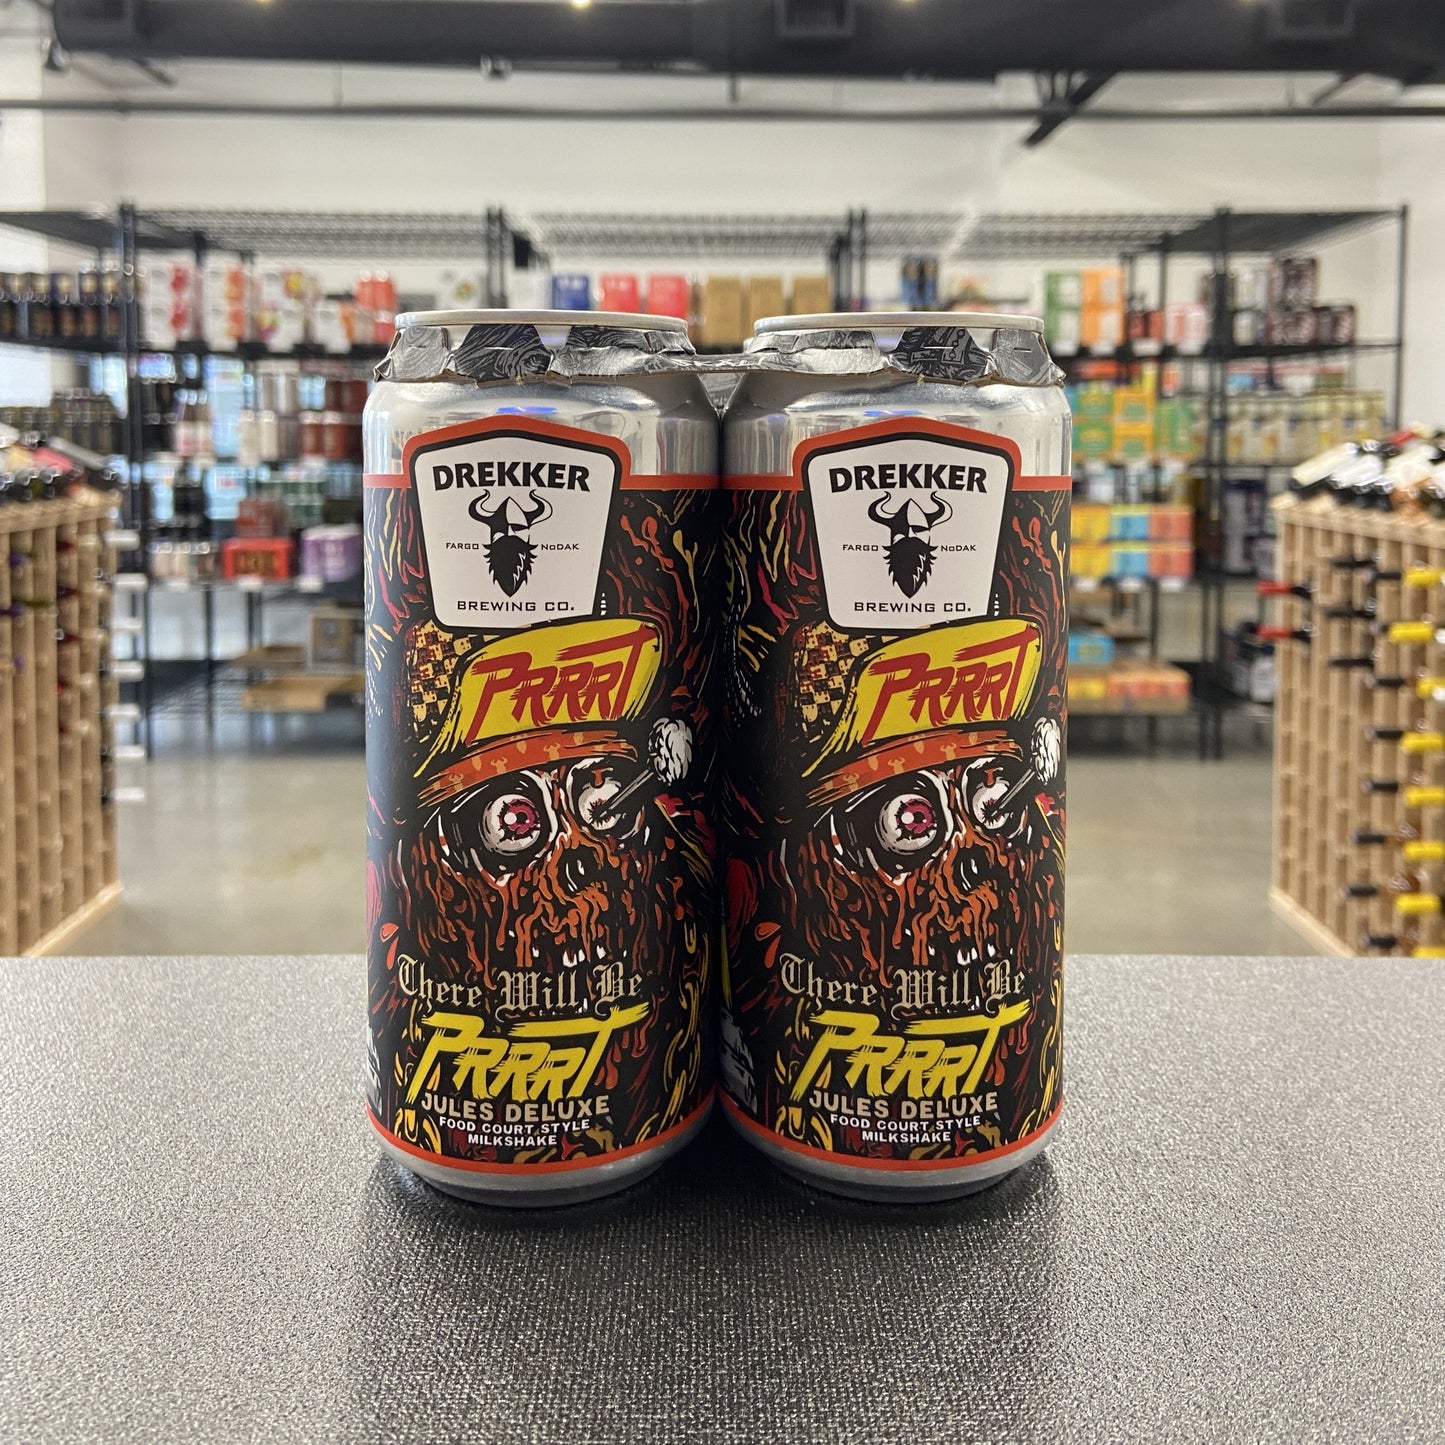 DREKKER
FARGO NoDAK
BREWING CO.
PRRRT
There Will Be
PRRRT
JULES DELUXE
FOOD COURT STYLE
MILKSHAKE
DREKKER
FARGO NoDAK
BREWING CO.
PRRRT
There Will Be
PRRRT
JULES DELUXE
FOOD COURT STYLE
MILKSHAKE